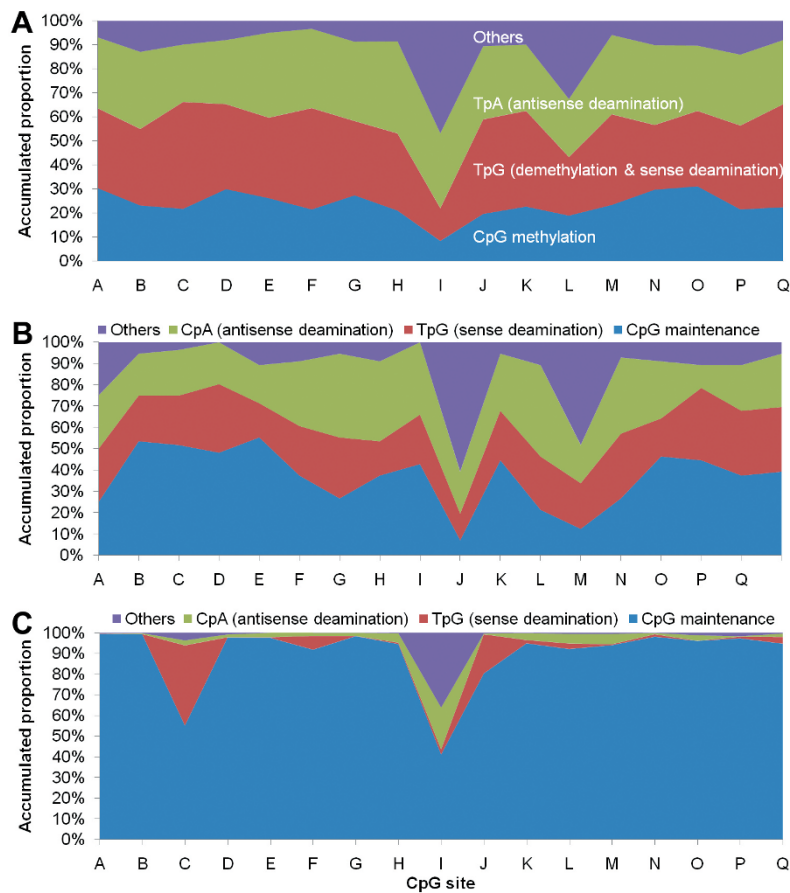 A
Accumulated proportion
100%
90%
80%
70%
60%
50%
40%
30%
20%
10%
0%
Others
TpA (antisense deamination)
TpG (demethylation & sense deamination)
CpG methylation
A B C D E F G H I J K L M N O P Q
B
Others CpA (antisense deamination) TpG (sense deamination) CpG maintenance
Accumulated proportion
100%
90%
80%
70%
60%
50%
40%
30%
20%
10%
0%
A B C D E F G H I J K L M N O P Q
C
Others CpA (antisense deamination) TpG (sense deamination) CpG maintenance
Accumulated proportion
100%
90%
80%
70%
60%
50%
40%
30%
20%
10%
0%
A B C D E F G H I J K L M N O P Q
CpG site